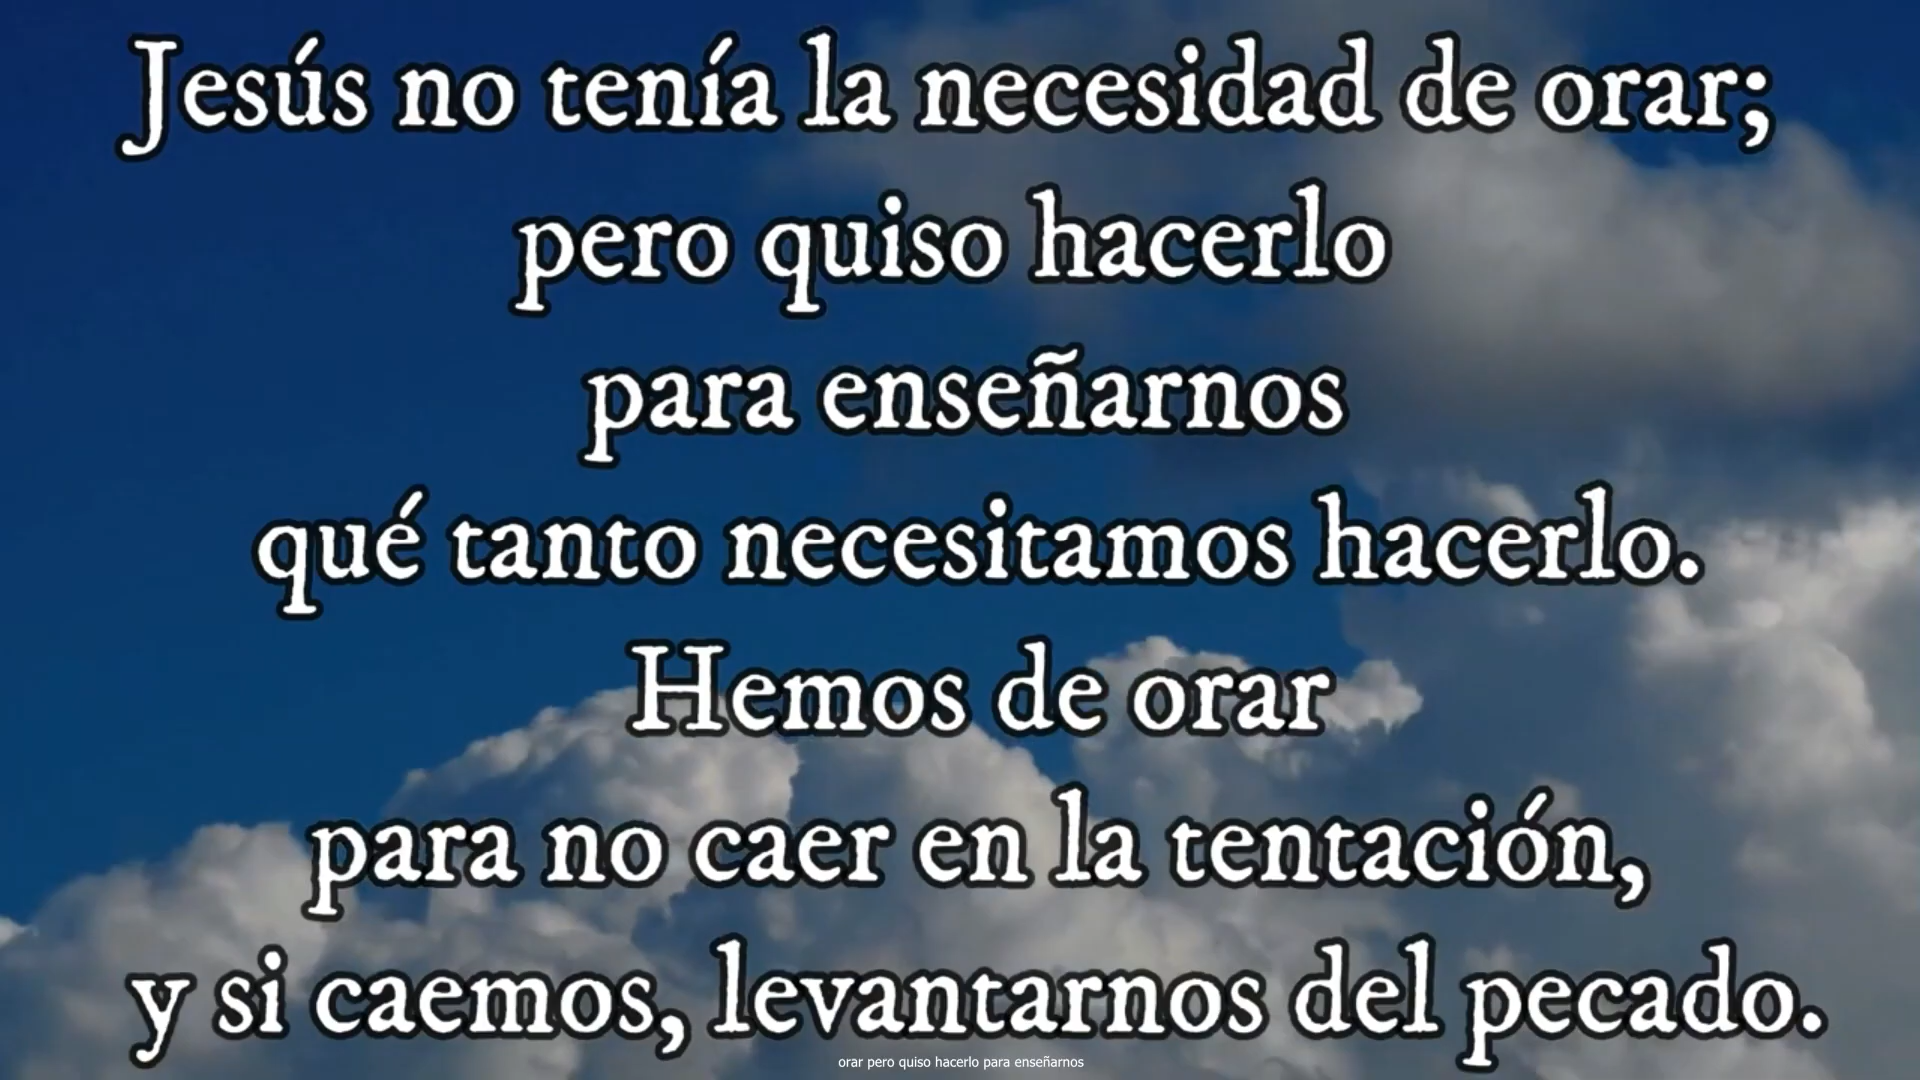 Jesús no tenía la necesidad de orar;
pero quiso hacerlo
para enseñarnos
qué tanto necesitamos hacerlo.
Hemos de orar
para no caer en la tentación,
y si caemos, levantarnos del pecado.
orar pero quiso hacerlo para enseñarnos